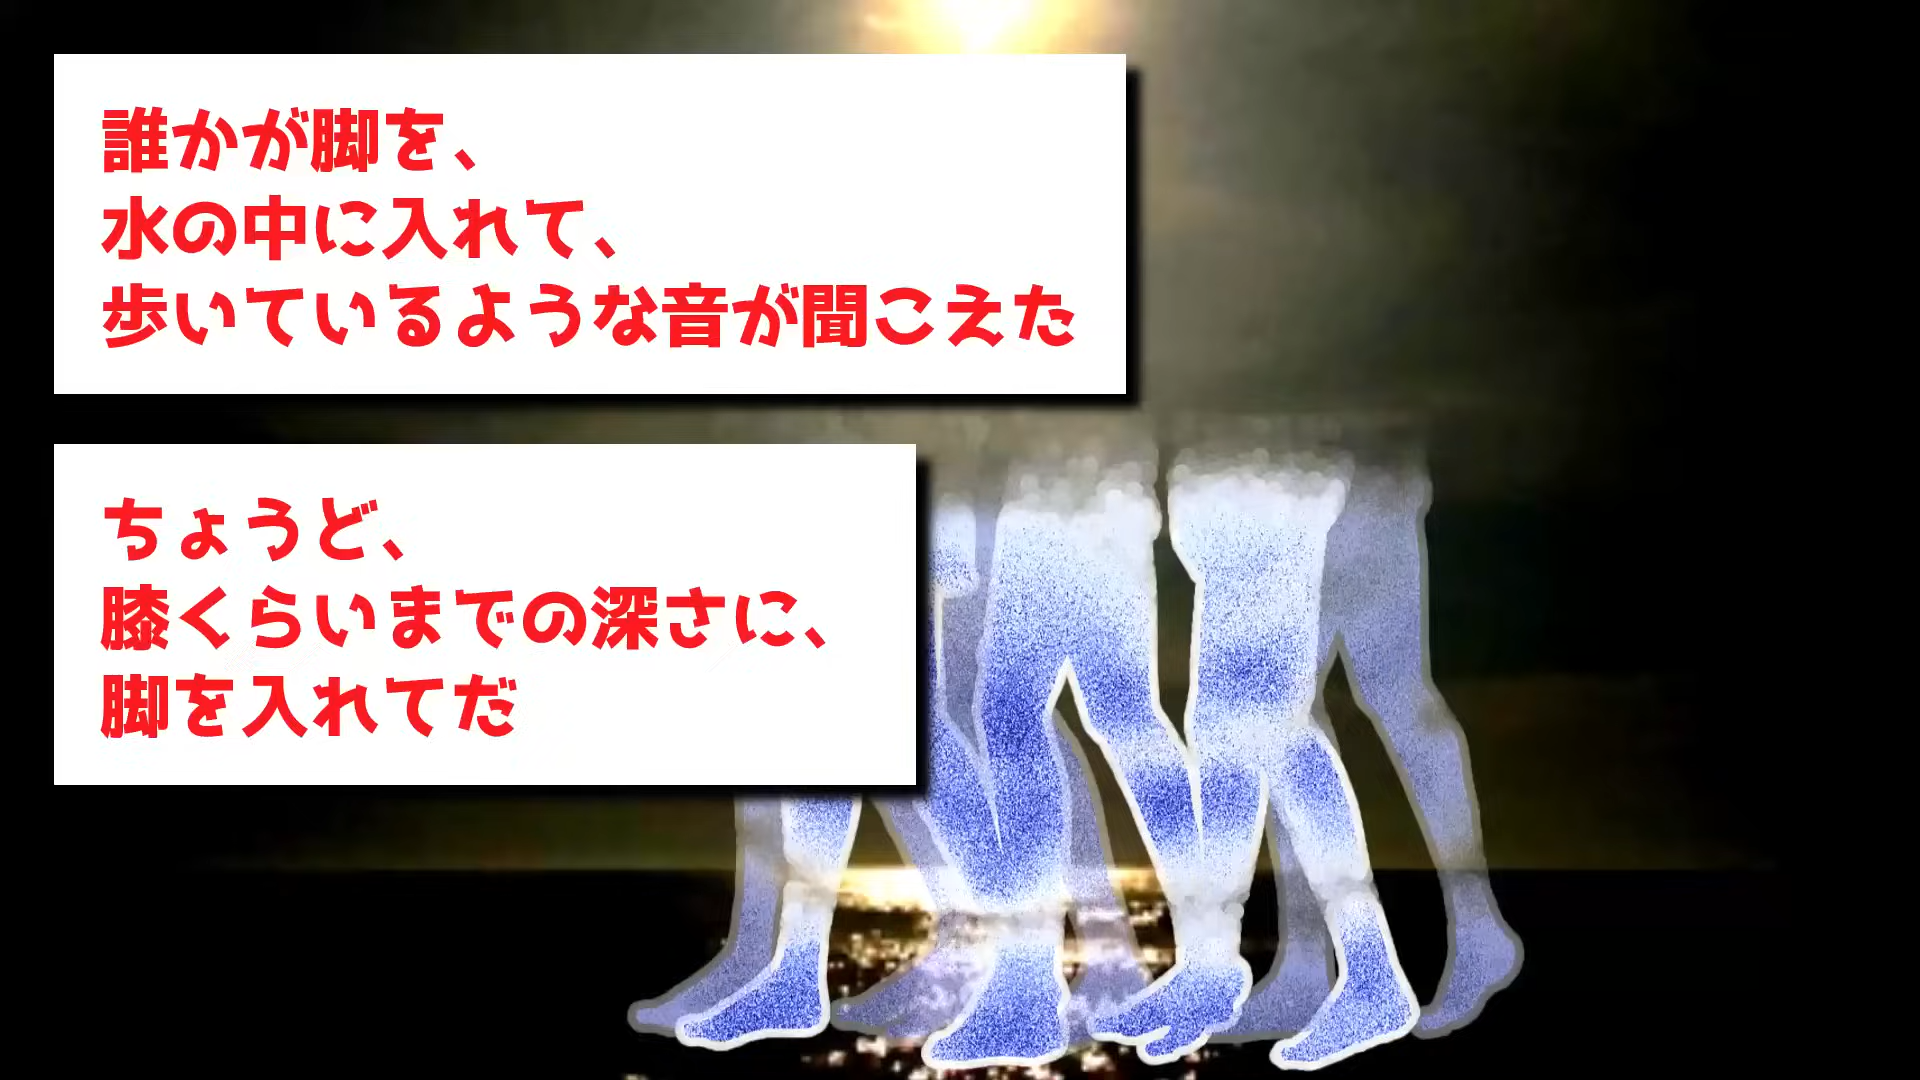 誰かが脚を、
水の中に入れて、
歩いているような音が聞こえた
ちょうど、
膝くらいまでの深さに、
脚を入れてだ